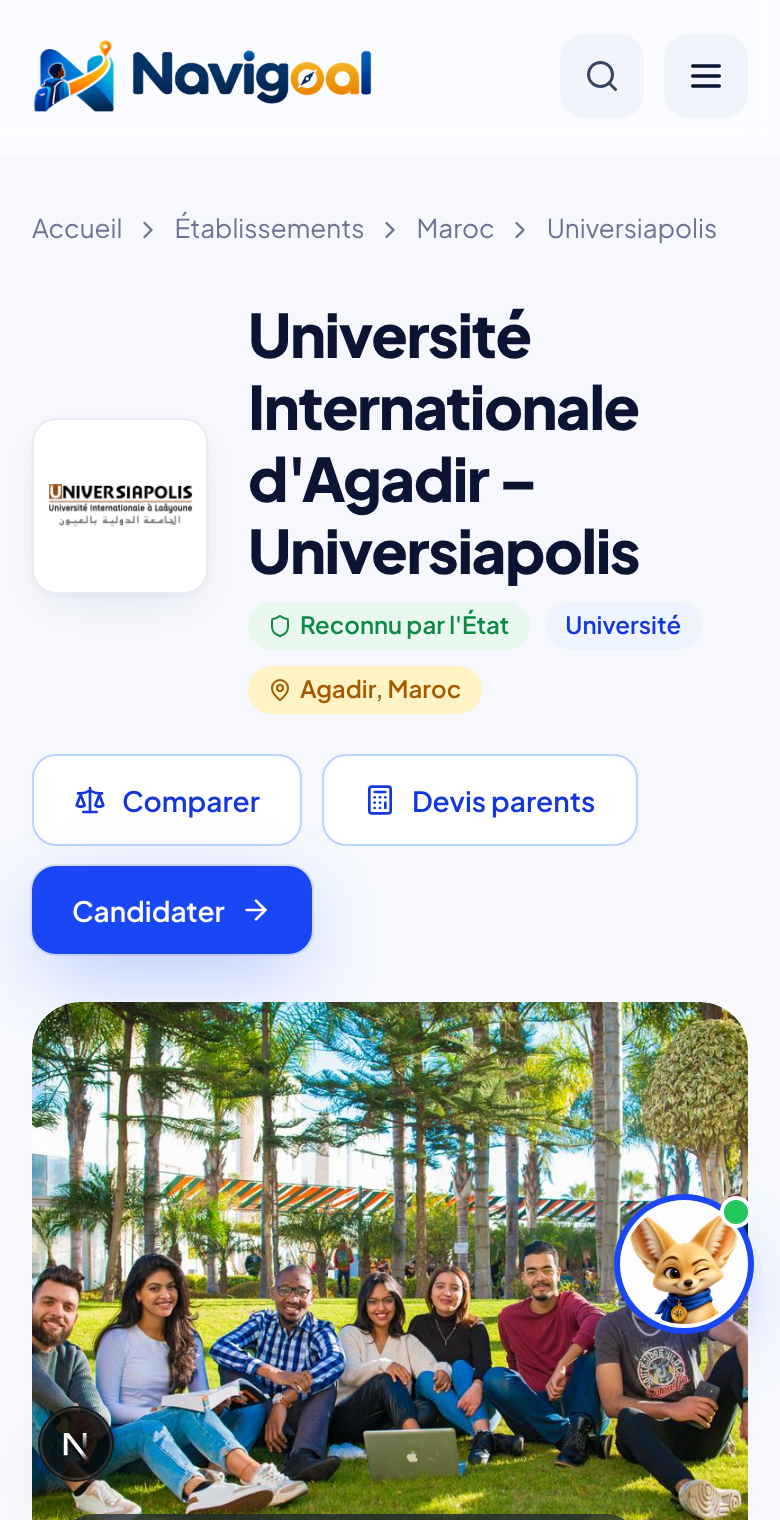 Navigoal
Accueil > Établissements > Maroc > Universiapolis
Université
Internationale
d'Agadir –
Universiapolis
UNIVERSIAPOLIS
Université Internationale à Laâyoune
الجامعة الدولية بالعيون
Reconnu par l'État
Université
Agadir, Maroc
Comparer
Devis parents
Candidater →
N